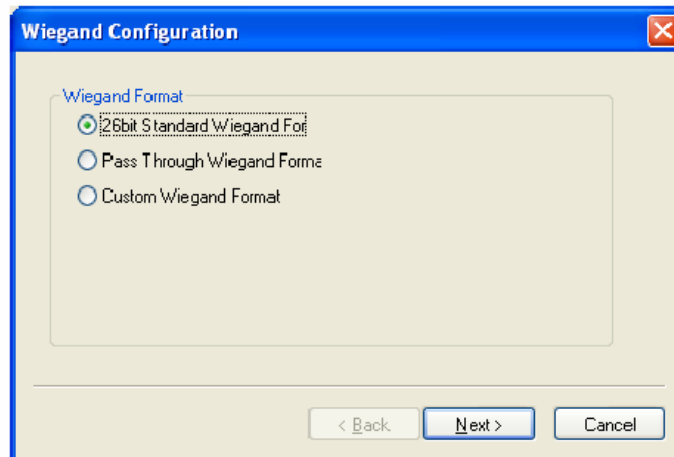 Wiegand Configuration
Wiegand Format
26bit Standard Wiegand For
Pass Through Wiegand Forma
Custom Wiegand Format
< Back
Next >
Cancel